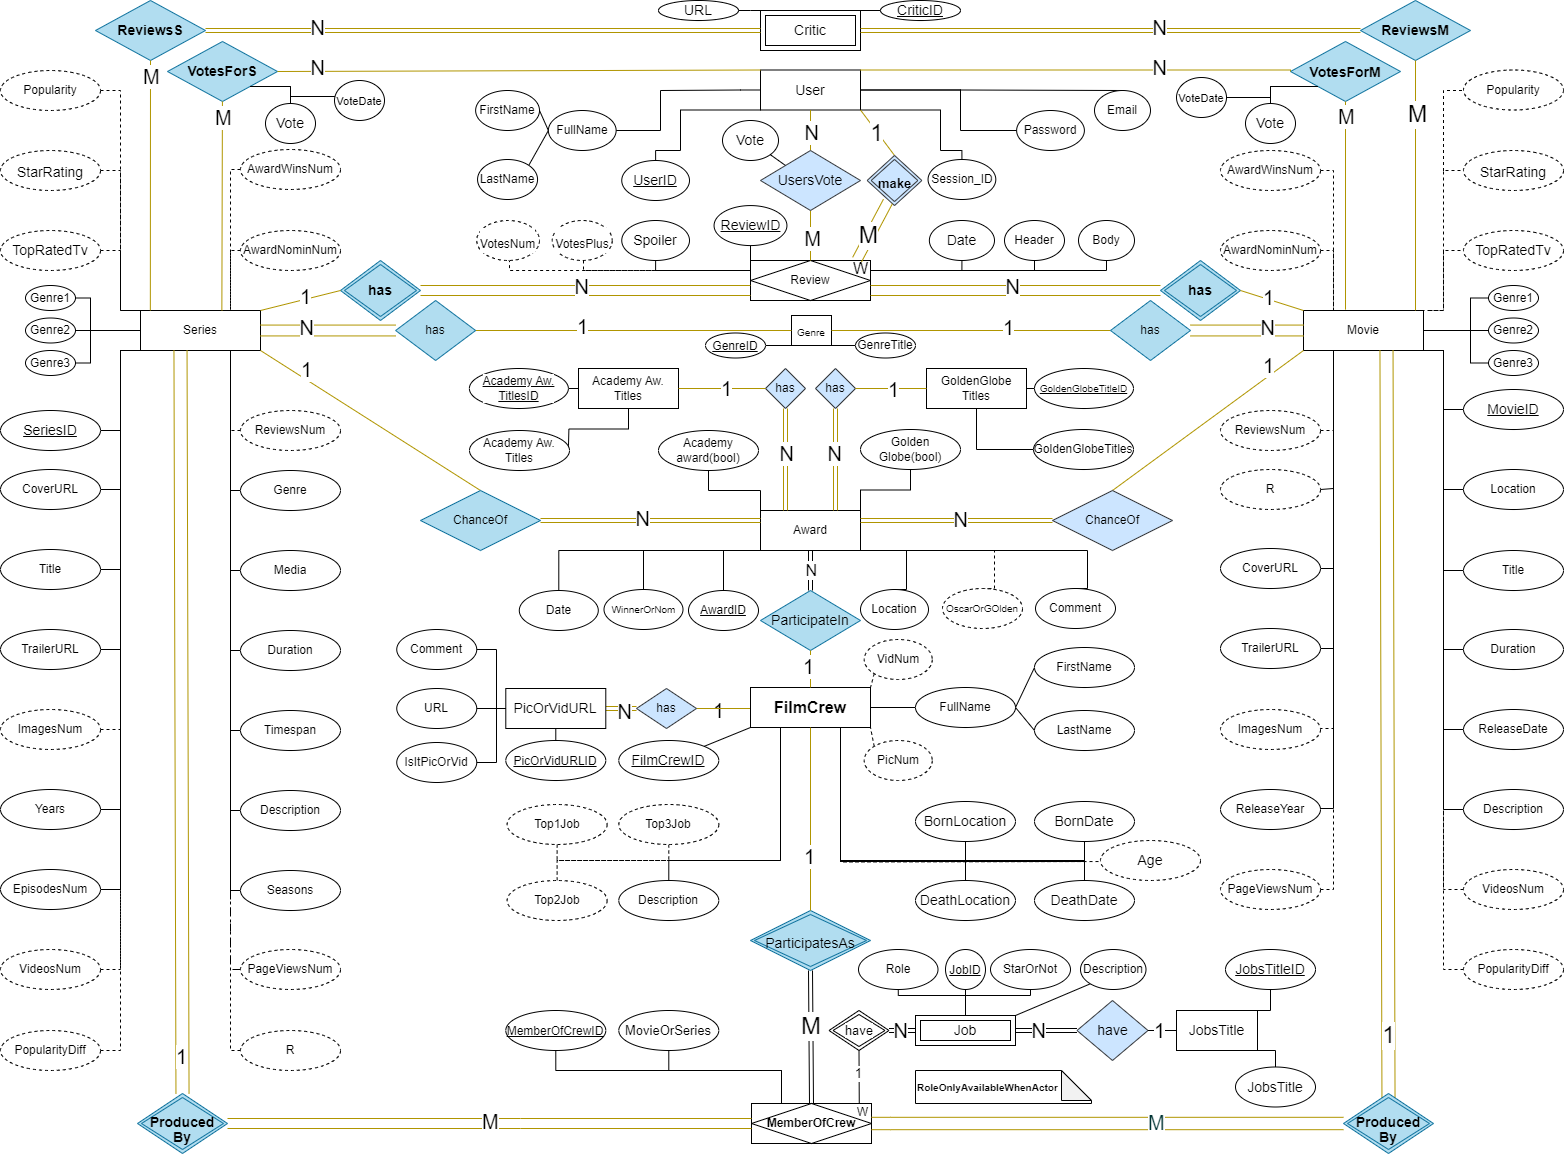 URL
CriticID
ReviewsS
N
Critic
N
ReviewsM
VotesForS
N
N
VotesForM
M
M
Popularity
VoteDate
Vote
M
User
FirstName
FullName
LastName
UserID
Vote
N
1
Password
Email
Session_ID
VoteDate
Vote
M
M
Popularity
StarRating
AwardWinsNum
UsersVote
make
AwardWinsNum
StarRating
TopRatedTv
AwardNominNum
VotesNum
VotesPlus
Spoiler
ReviewID
M
M
Date
Header
Body
AwardNominNum
TopRatedTv
W
Review
Genre1
1
has
N
N
has
1
Genre1
Genre2
Series
N
has
1
Genre
1
has
N
Movie
Genre2
GenreID
GenreTitle
Genre3
1
1
Genre3
Academy Aw.
TitlesID
Academy Aw.
Titles
1
has
has
1
GoldenGlobe
Titles
GoldenGlobeTitleID
SeriesID
ReviewsNum
Academy Aw.
Titles
Academy
award(bool)
N
N
Golden
Globe(bool)
GoldenGlobeTitles
ReviewsNum
MovieID
CoverURL
Genre
R
Location
ChanceOf
N
Award
N
ChanceOf
Title
Media
N
CoverURL
Title
Date
WinnerOrNom
AwardID
ParticipateIn
Location
OscarOrGOlden
Comment
TrailerURL
Duration
Comment
1
VidNum
FirstName
TrailerURL
Duration
URL
PicOrVidURL
N
has
1
FilmCrew
FullName
ImagesNum
Timespan
LastName
ImagesNum
ReleaseDate
IsItPicOrVid
PicOrVidURLID
FilmCrewID
PicNum
Years
Description
Top1Job
Top3Job
BornLocation
BornDate
ReleaseYear
Description
1
Age
EpisodesNum
Seasons
Top2Job
Description
DeathLocation
DeathDate
PageViewsNum
VideosNum
ParticipatesAs
VideosNum
PageViewsNum
Role
JobID
StarOrNot
Description
JobsTitleID
PopularityDiff
MemberOfCrewID
MovieOrSeries
M
have
N
Job
N
have
1
JobsTitle
PopularityDiff
R
1
1
1
RoleOnlyAvailableWhenActor
JobsTitle
W
Produced
By
M
MemberOfCrew
M
Produced
By